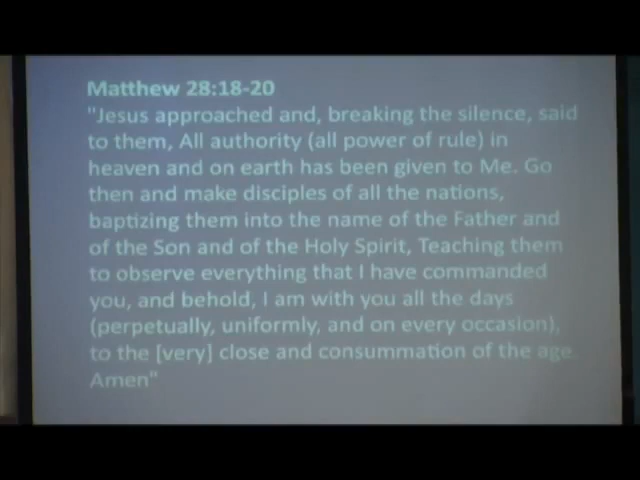 Matthew 28:18-20
"Jesus approached and, breaking the silence, said
to them, All authority (all power of rule) in
heaven and on earth has been given to Me. Go
then and make disciples of all the nations,
baptizing them into the name of the Father and
of the Son and of the Holy Spirit, Teaching them
to observe everything that I have commanded
you, and behold, I am with you all the days
(perpetually, uniformly, and on every occasion),
to the [very] close and consummation of the age.
Amen"